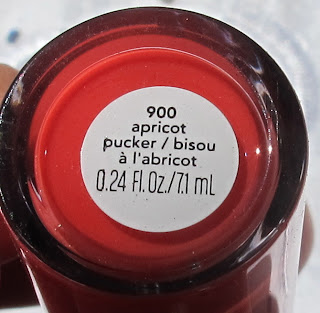 900
apricot
pucker / bisou
à l'abricot
0.24 fl. Oz./7.1 mL